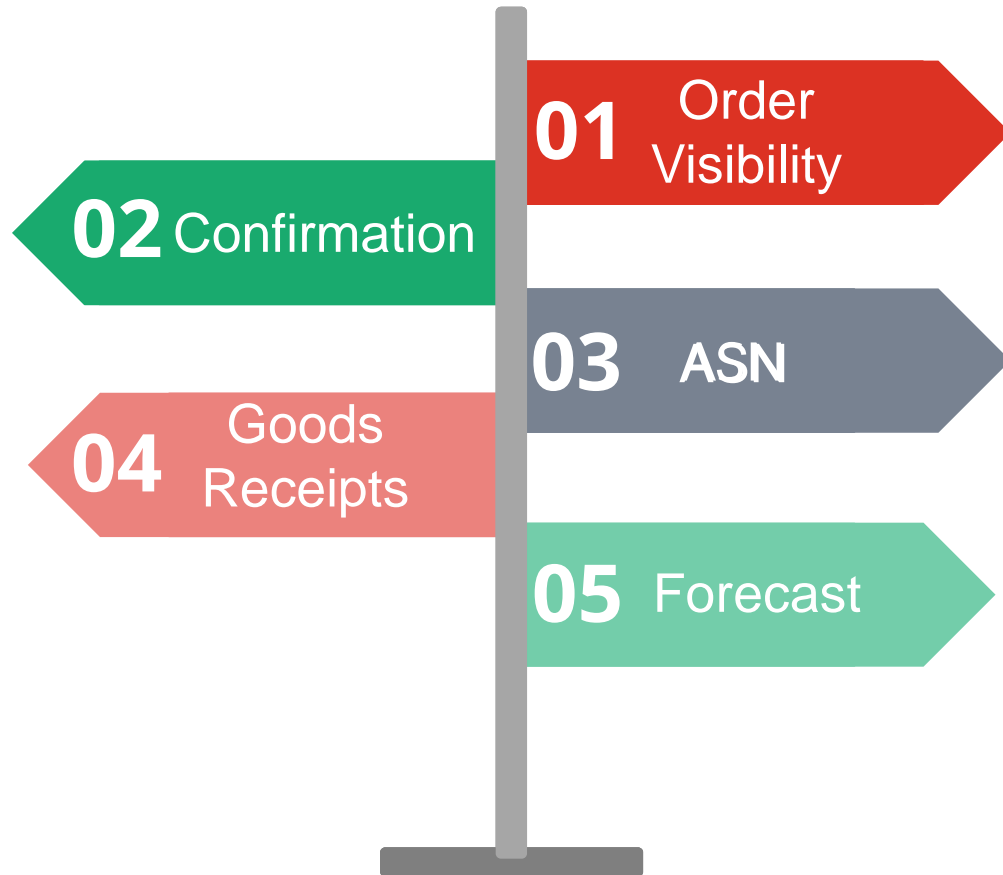 01 Order
Visibility
02 Confirmation
03 ASN
04 Goods
Receipts
05 Forecast